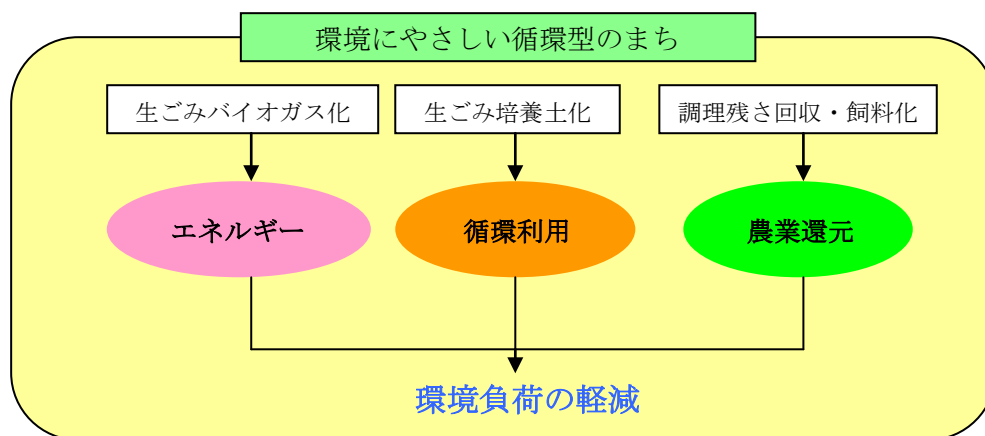 環境にやさしい循環型のまち
生ごみバイオガス化
生ごみ培養土化
調理残さ回収・飼料化
エネルギー
循環利用
農業還元
環境負荷の軽減